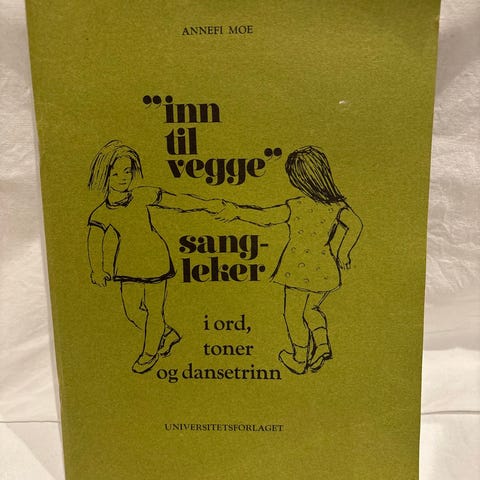 ANNEFI MOE
"inn
til
vegge"
sang-
leker
i ord,
toner
og dansetrinn
UNIVERSITETSFORLAGET